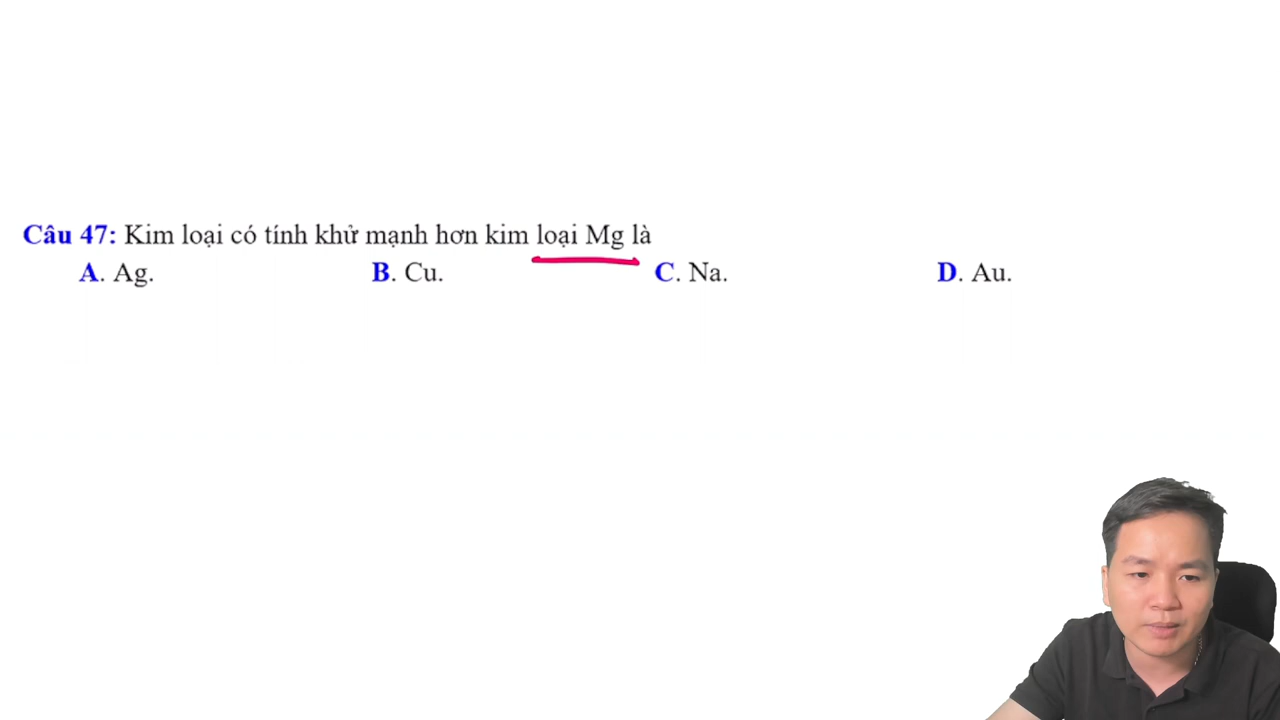 Câu 47: Kim loại có tính khử mạnh hơn kim loại Mg là
A. Ag. B. Cu. C. Na. D. Au.